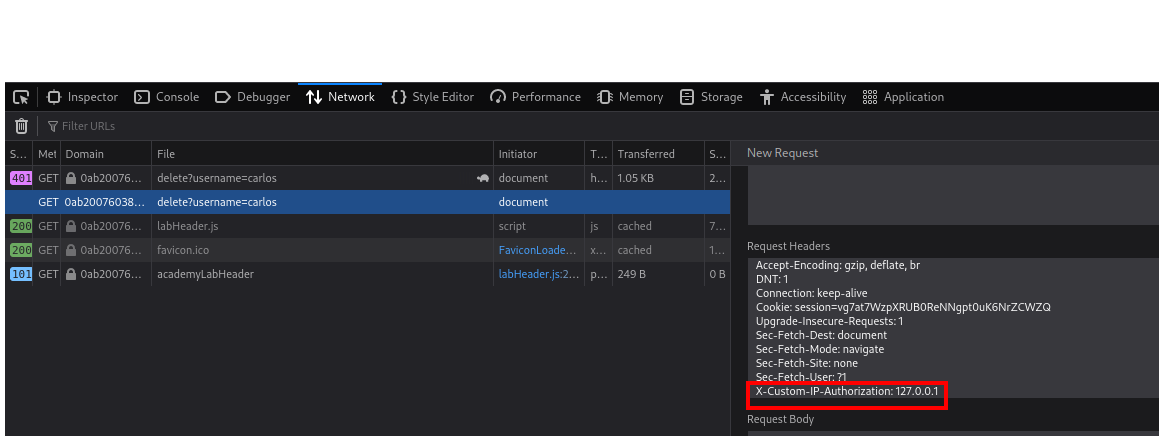 Inspector Console Debugger Network Style Editor Performance Memory Storage Accessibility Application
Filter URLs
S... Met Domain File Initiator T... Transferred S... New Request
401 GET 0ab20076... delete?username=carlos document h... 1.05 KB 2...
GET 0ab20076038... delete?username=carlos document
200 GET 0ab20076... labHeader.js script js cached 7...
200 GET 0ab20076... favicon.ico FaviconLoade... x... cached 1...
101 GET 0ab20076... academyLabHeader labHeader.js:2... p... 249 B 0 B
Request Headers
Accept-Encoding: gzip, deflate, br
DNT: 1
Connection: keep-alive
Cookie: session=vg7at7WzpXRUB0ReNNgpt0uK6NrZCWZQ
Upgrade-Insecure-Requests: 1
Sec-Fetch-Dest: document
Sec-Fetch-Mode: navigate
Sec-Fetch-Site: none
Sec-Fetch-User: ?1
X-Custom-IP-Authorization: 127.0.0.1
Request Body